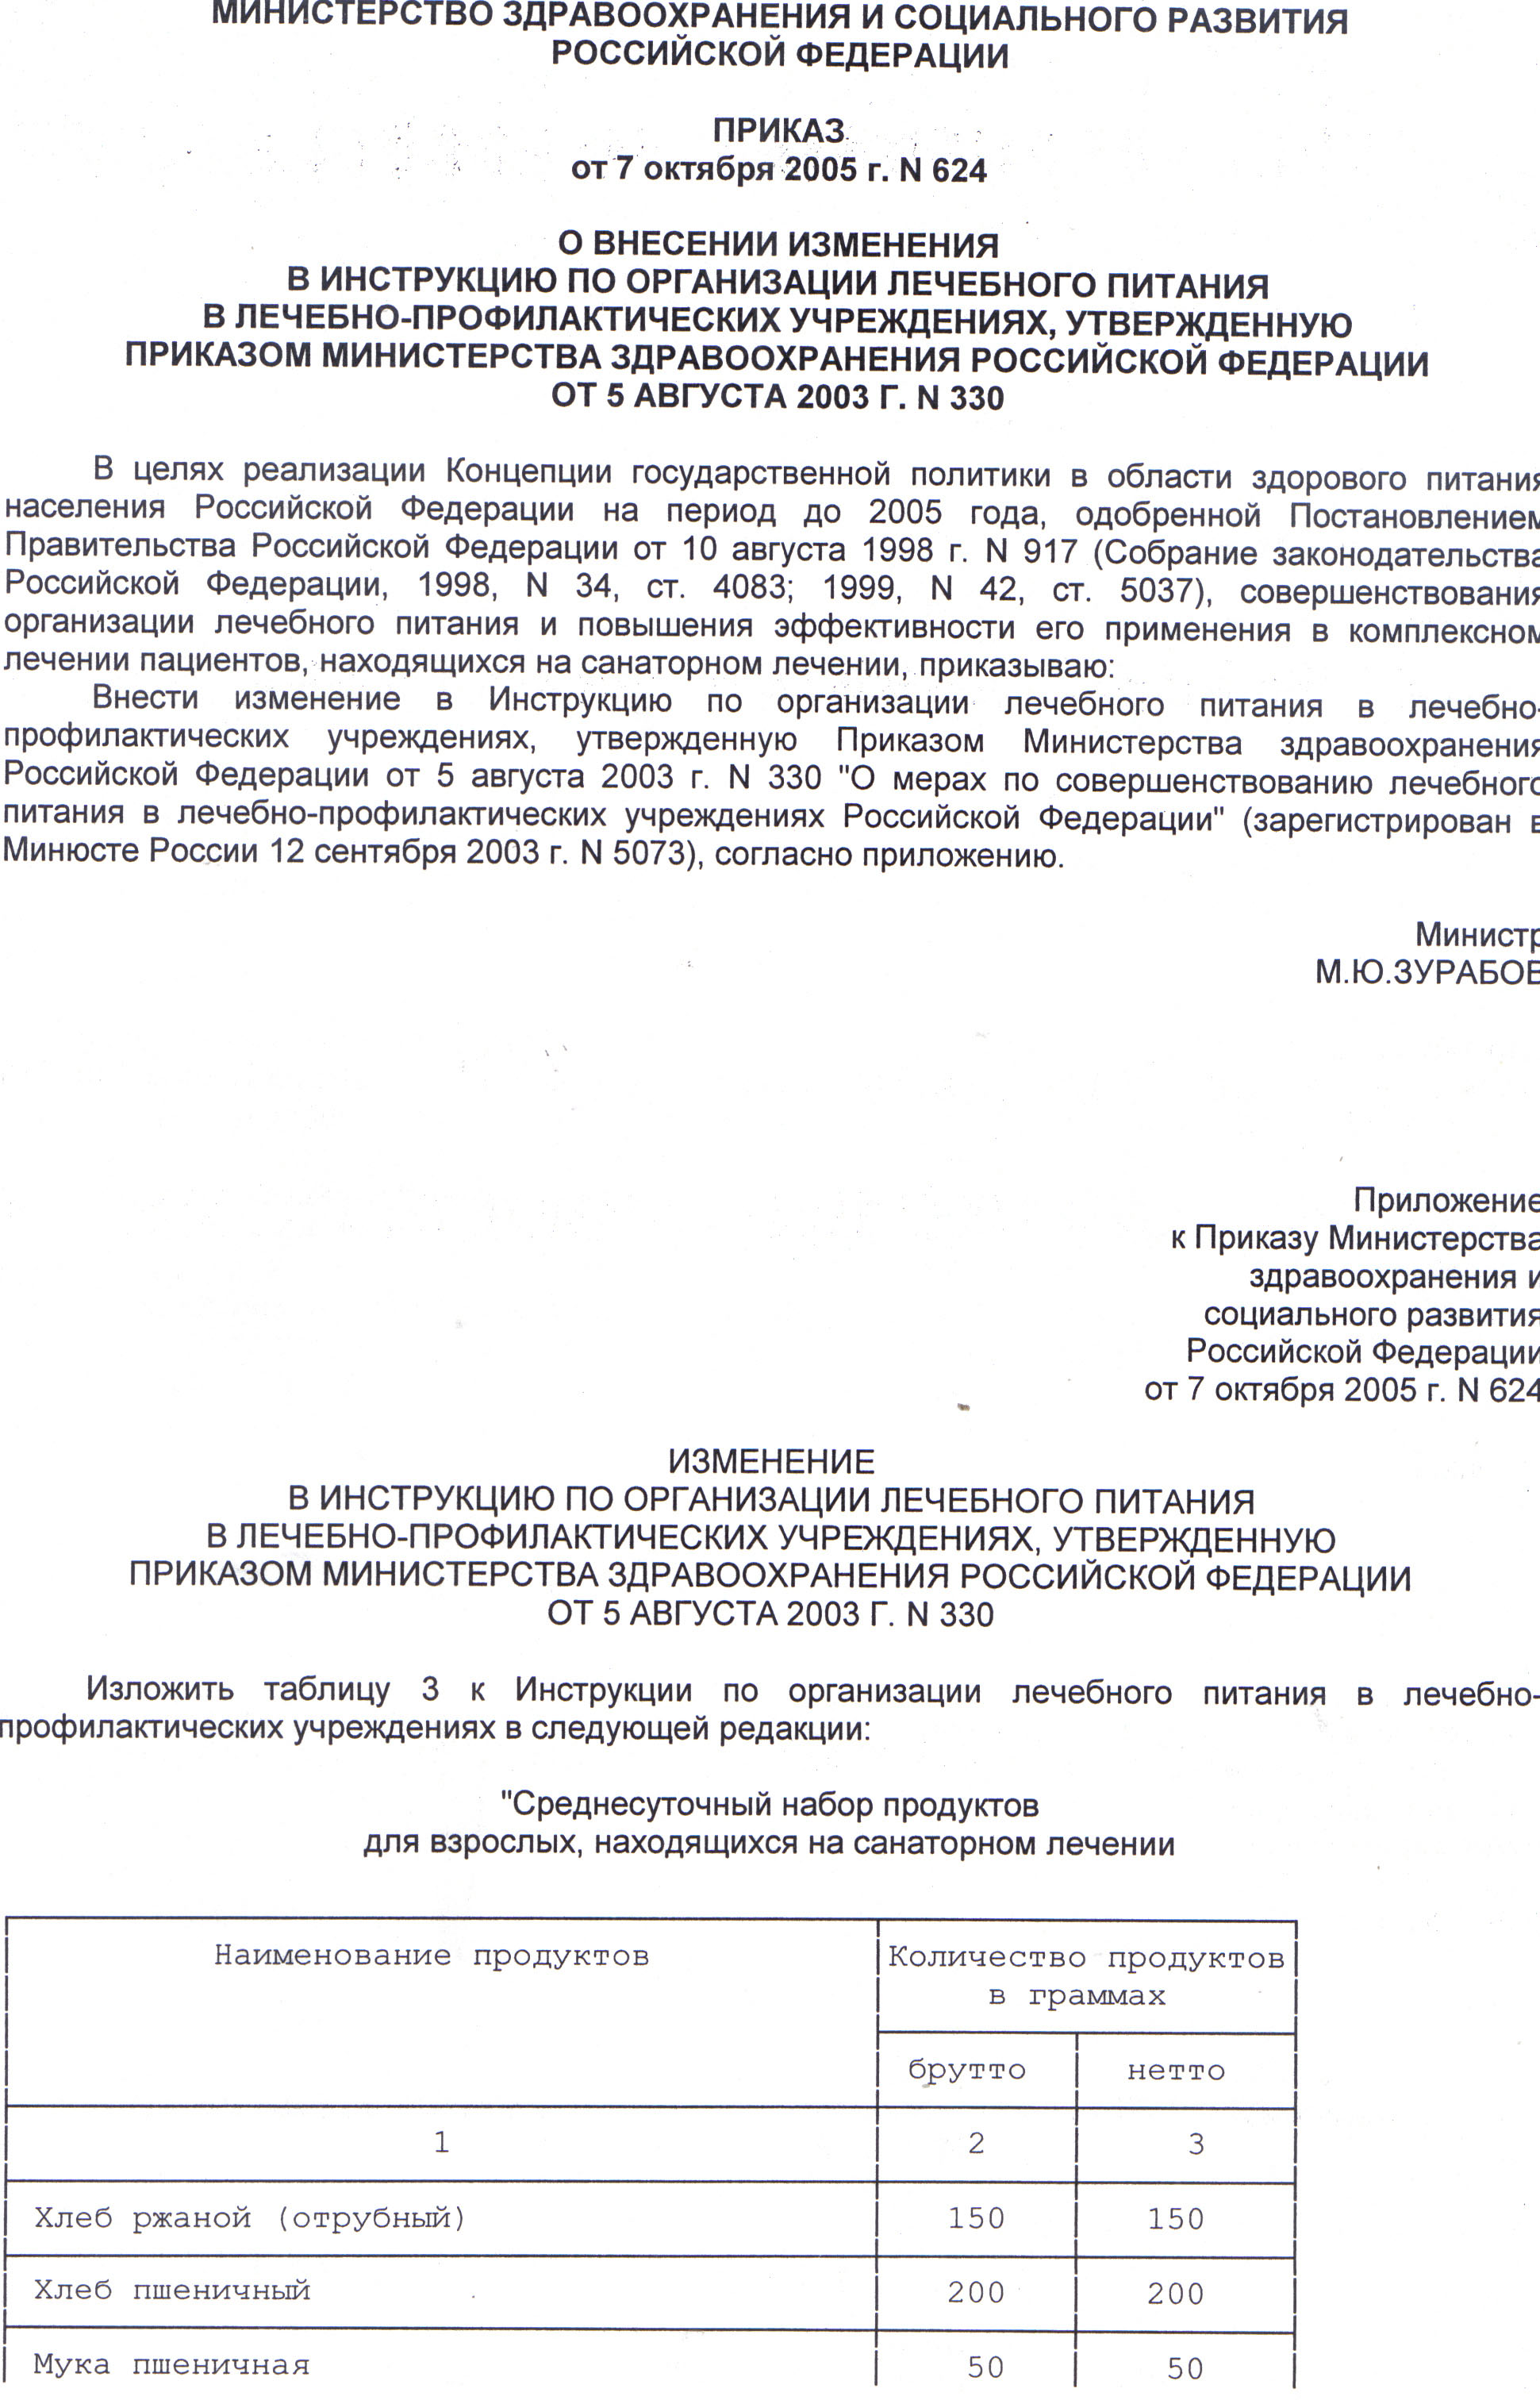 МИНИСТЕРСТВО ЗДРАВООХРАНЕНИЯ И СОЦИАЛЬНОГО РАЗВИТИЯ
РОССИЙСКОЙ ФЕДЕРАЦИИ
ПРИКАЗ
от 7 октября 2005 г. N 624
О ВНЕСЕНИИ ИЗМЕНЕНИЯ
В ИНСТРУКЦИЮ ПО ОРГАНИЗАЦИИ ЛЕЧЕБНОГО ПИТАНИЯ
В ЛЕЧЕБНО-ПРОФИЛАКТИЧЕСКИХ УЧРЕЖДЕНИЯХ, УТВЕРЖДЕННУЮ
ПРИКАЗОМ МИНИСТЕРСТВА ЗДРАВООХРАНЕНИЯ РОССИЙСКОЙ ФЕДЕРАЦИИ
ОТ 5 АВГУСТА 2003 Г. N 330
В целях реализации Концепции государственной политики в области здорового питания
населения Российской Федерации на период до 2005 года, одобренной Постановлением
Правительства Российской Федерации от 10 августа 1998 г. N 917 (Собрание законодательства
Российской Федерации, 1998, N 34, ст. 4083; 1999, N 42, ст. 5037), совершенствования
организации лечебного питания и повышения эффективности его применения в комплексном
лечении пациентов, находящихся на санаторном лечении, приказываю:
Внести изменение в Инструкцию по организации лечебного питания в лечебно-
профилактических учреждениях, утвержденную Приказом Министерства здравоохранения
Российской Федерации от 5 августа 2003 г. N 330 "О мерах по совершенствованию лечебного
питания в лечебно-профилактических учреждениях Российской Федерации" (зарегистрирован в
Минюсте России 12 сентября 2003 г. N 5073), согласно приложению.
Министр
М.Ю.ЗУРАБОВ
Приложение
к Приказу Министерства
здравоохранения и
социального развития
Российской Федерации
от 7 октября 2005 г. N 624
ИЗМЕНЕНИЕ
В ИНСТРУКЦИЮ ПО ОРГАНИЗАЦИИ ЛЕЧЕБНОГО ПИТАНИЯ
В ЛЕЧЕБНО-ПРОФИЛАКТИЧЕСКИХ УЧРЕЖДЕНИЯХ, УТВЕРЖДЕННУЮ
ПРИКАЗОМ МИНИСТЕРСТВА ЗДРАВООХРАНЕНИЯ РОССИЙСКОЙ ФЕДЕРАЦИИ
ОТ 5 АВГУСТА 2003 Г. N 330
Изложить таблицу 3 к Инструкции по организации лечебного питания в лечебно-
профилактических учреждениях в следующей редакции:
"Среднесуточный набор продуктов
для взрослых, находящихся на санаторном лечении
Наименование продуктов
Количество продуктов
в граммах
брутто нетто
1 2 3
Хлеб ржаной (отрубный) 150 150
Хлеб пшеничный 200 200
Мука пшеничная 50 50